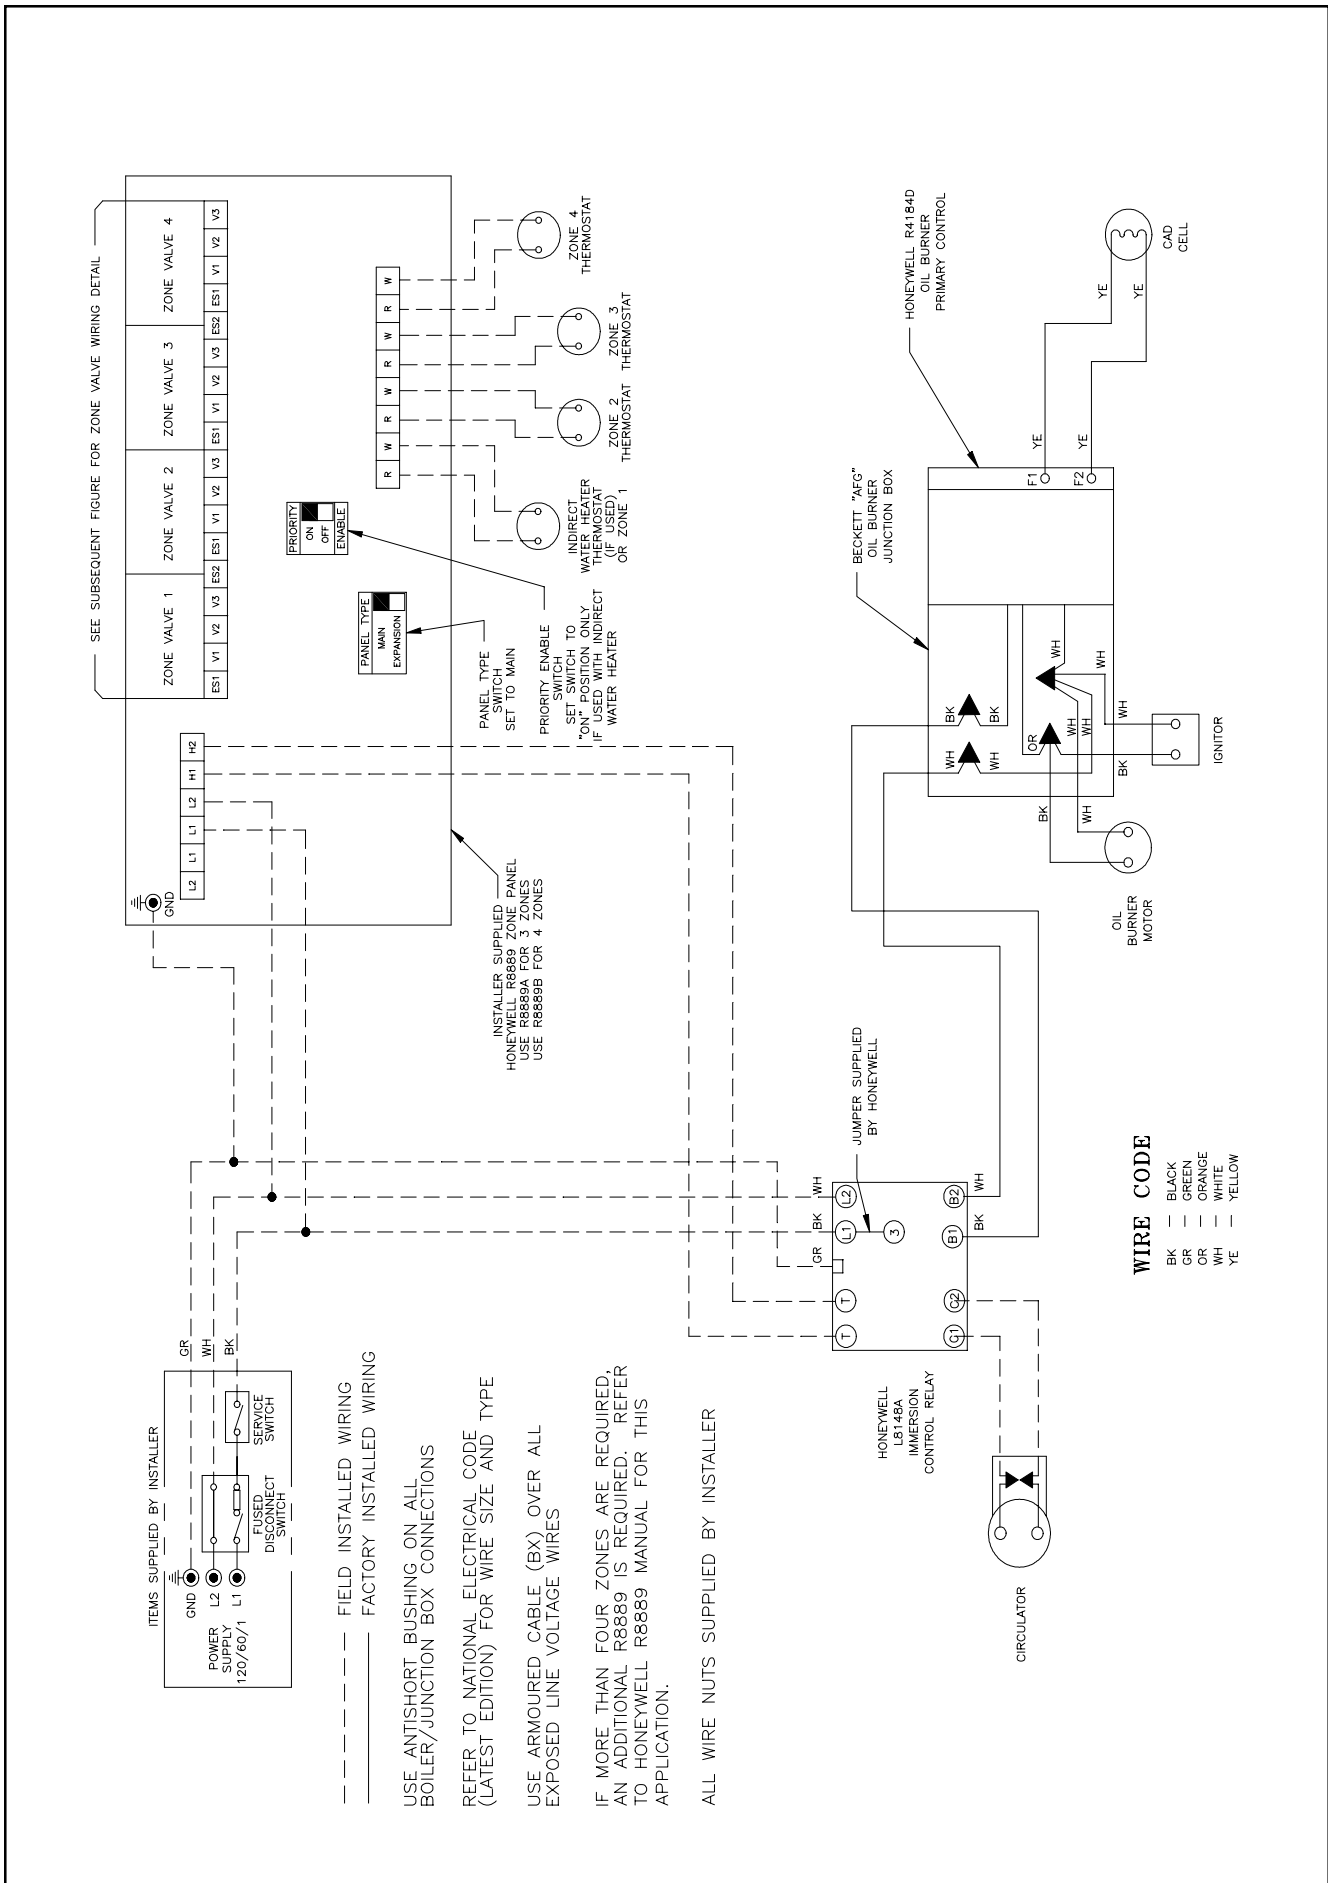 SEE SUBSEQUENT FIGURE FOR ZONE VALVE WIRING DETAIL
ZONE VALVE 1
ZONE VALVE 2
ZONE VALVE 3
ZONE VALVE 4
ES1 V1 V2 V3 ES2 ES1 V1 V2 V3 ES1 V1 V2 V3 ES2 ES1 V1 V2 V3
GND
L2 L1 L1 L2 H1 H2
PANEL TYPE
MAIN
EXPANSION
PRIORITY
ON
OFF
ENABLE
R W R W R W R W
PANEL TYPE
SWITCH
SET TO MAIN
PRIORITY ENABLE
SWITCH
SET SWITCH TO
"ON" POSITION ONLY
IF USED WITH INDIRECT
WATER HEATER
INDIRECT
WATER HEATER
THERMOSTAT
(IF USED)
OR ZONE 1
ZONE 2
THERMOSTAT
ZONE 3
THERMOSTAT
ZONE 4
THERMOSTAT
INSTALLER SUPPLIED
HONEYWELL R8889 ZONE PANEL
USE R8889A FOR 3 ZONES
USE R8889B FOR 4 ZONES
ITEMS SUPPLIED BY INSTALLER
GND
L2
L1
POWER
SUPPLY
120/60/1
FUSED
DISCONNECT
SWITCH
SERVICE
SWITCH
GR
WH
BK
FIELD INSTALLED WIRING
FACTORY INSTALLED WIRING
USE ANTISHORT BUSHING ON ALL
BOILER/JUNCTION BOX CONNECTIONS
REFER TO NATIONAL ELECTRICAL CODE
(LATEST EDITION) FOR WIRE SIZE AND TYPE
USE ARMOURED CABLE (BX) OVER ALL
EXPOSED LINE VOLTAGE WIRES
IF MORE THAN FOUR ZONES ARE REQUIRED,
AN ADDITIONAL R8889 IS REQUIRED. REFER
TO HONEYWELL R8889 MANUAL FOR THIS
APPLICATION.
ALL WIRE NUTS SUPPLIED BY INSTALLER
GR BK WH
T T L1 L2
3
C1 C2 B1 B2
BK WH
JUMPER SUPPLIED
BY HONEYWELL
HONEYWELL
L8148A
IMMERSION
CONTROL RELAY
CIRCULATOR
BECKETT "AFG"
OIL BURNER
JUNCTION BOX
HONEYWELL R4184D
OIL BURNER
PRIMARY CONTROL
WH BK
WH BK
OR
WH
WH
WH
WH
BK
WH
BK
WH
F1
F2
YE
YE
YE
YE
CAD
CELL
IGNITOR
OIL
BURNER
MOTOR
WIRE CODE
BK — BLACK
GR — GREEN
OR — ORANGE
WH — WHITE
YE — YELLOW